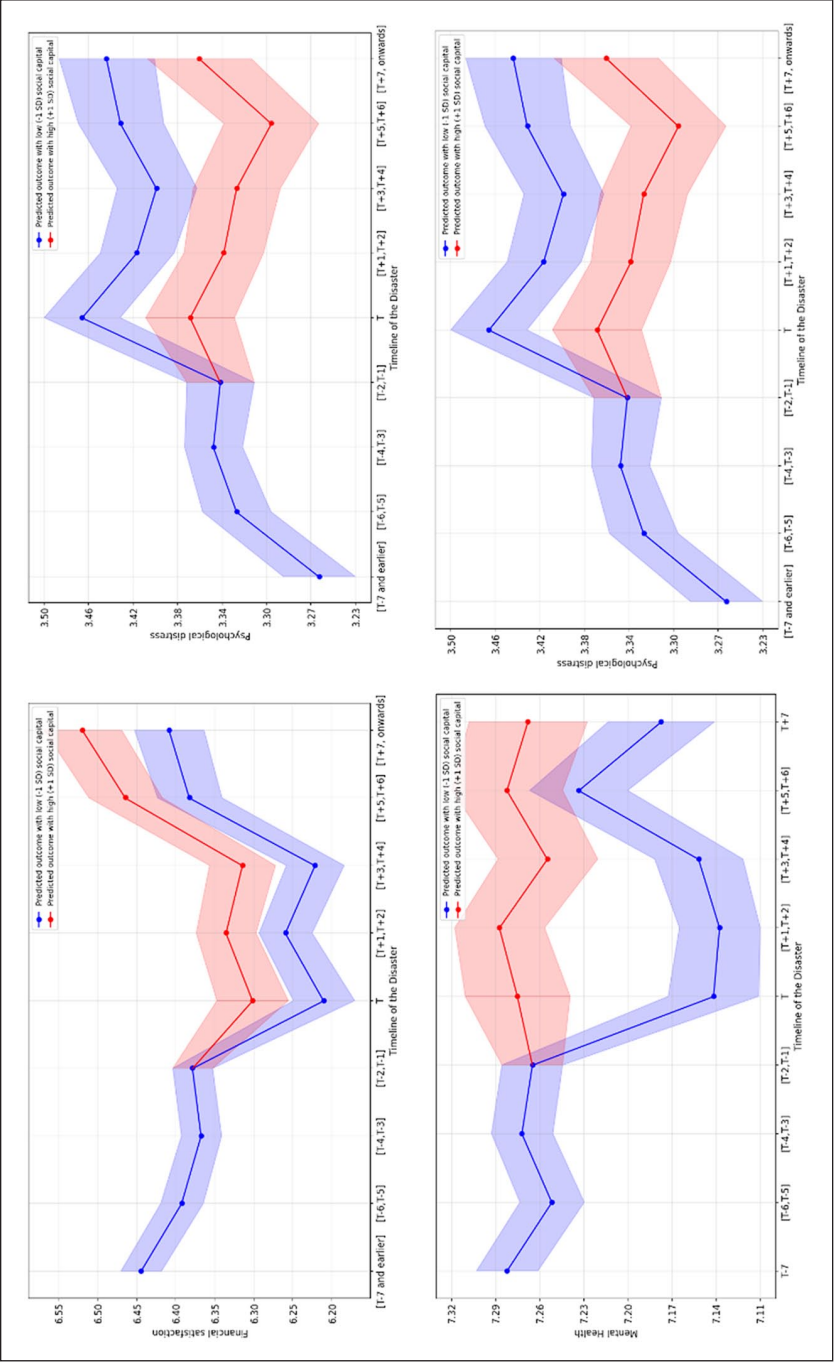 Predicted outcome with low (-1 SD) social capital
Predicted outcome with high (+1 SD) social capital
6.55
6.50
6.45
6.40
6.35
6.30
6.25
6.20
Financial satisfaction
[T-7 and earlier] [T-6,T-5] [T-4,T-3] [T-2,T-1] T [T+1,T+2] [T+3,T+4] [T+5,T+6] [T+7, onwards]
Timeline of the Disaster
Predicted outcome with low (-1 SD) social capital
Predicted outcome with high (+1 SD) social capital
3.50
3.46
3.42
3.38
3.34
3.30
3.27
3.23
Psychological distress
[T-7 and earlier] [T-6,T-5] [T-4,T-3] [T-2,T-1] T [T+1,T+2] [T+3,T+4] [T+5,T+6] [T+7, onwards]
Timeline of the Disaster
Predicted outcome with low (-1 SD) social capital
Predicted outcome with high (+1 SD) social capital
7.32
7.29
7.26
7.23
7.20
7.17
7.14
7.11
Mental Health
T-7 [T-6,T-5] [T-4,T-3] [T-2,T-1] T [T+1,T+2] [T+3,T+4] [T+5,T+6] T+7
Timeline of the Disaster
Predicted outcome with low (-1 SD) social capital
Predicted outcome with high (+1 SD) social capital
3.50
3.46
3.42
3.38
3.34
3.30
3.27
3.23
Psychological distress
[T-7 and earlier] [T-6,T-5] [T-4,T-3] [T-2,T-1] T [T+1,T+2] [T+3,T+4] [T+5,T+6] [T+7, onwards]
Timeline of the Disaster